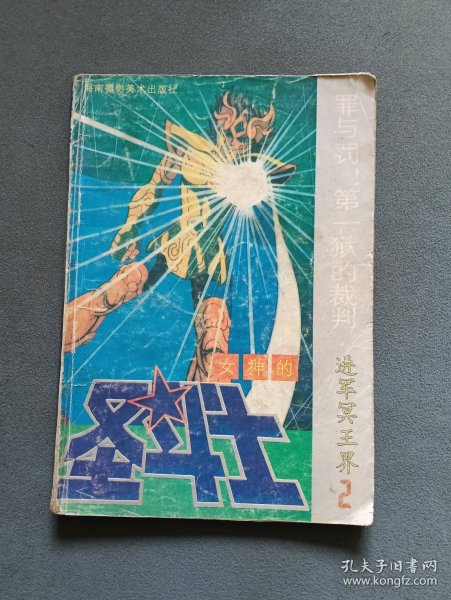 海南摄影美术出版社
罪与罚!第一狱的裁判
女神的
圣斗士
进军冥王界
2
孔夫子旧书网
www.kongfz.com